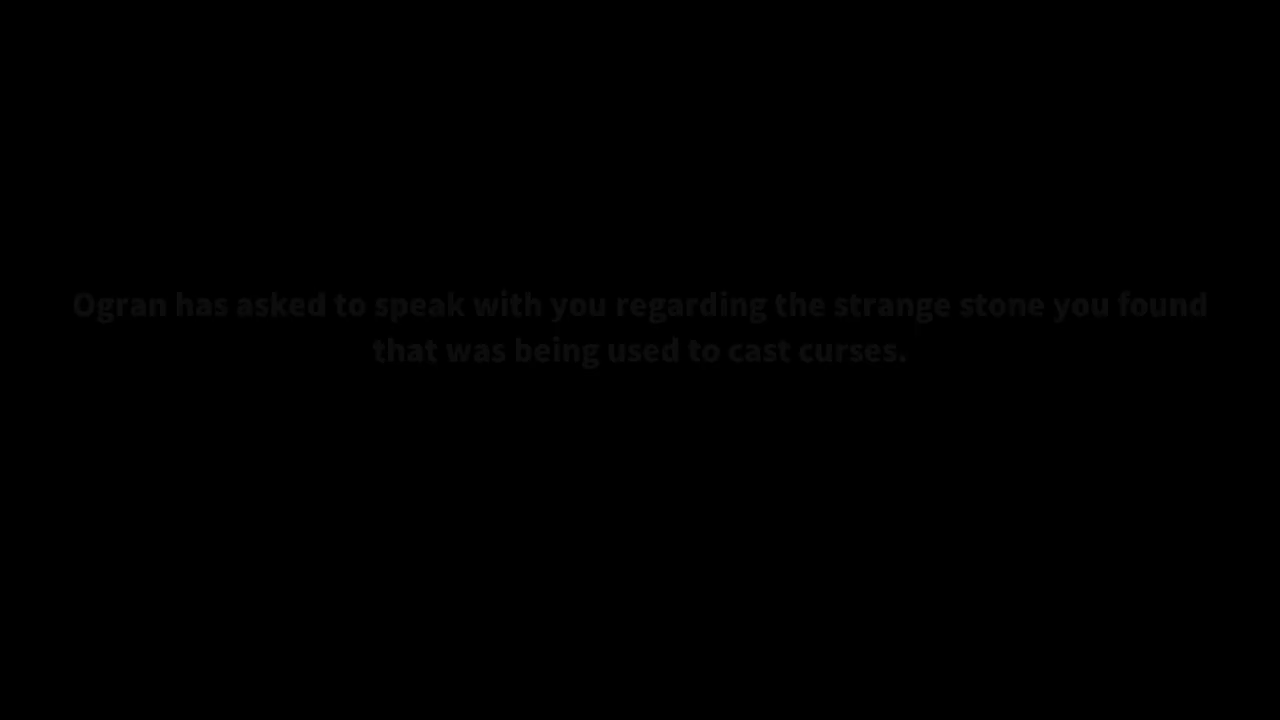 Ogran has asked to speak with you regarding the strange stone you found
that was being used to cast curses.